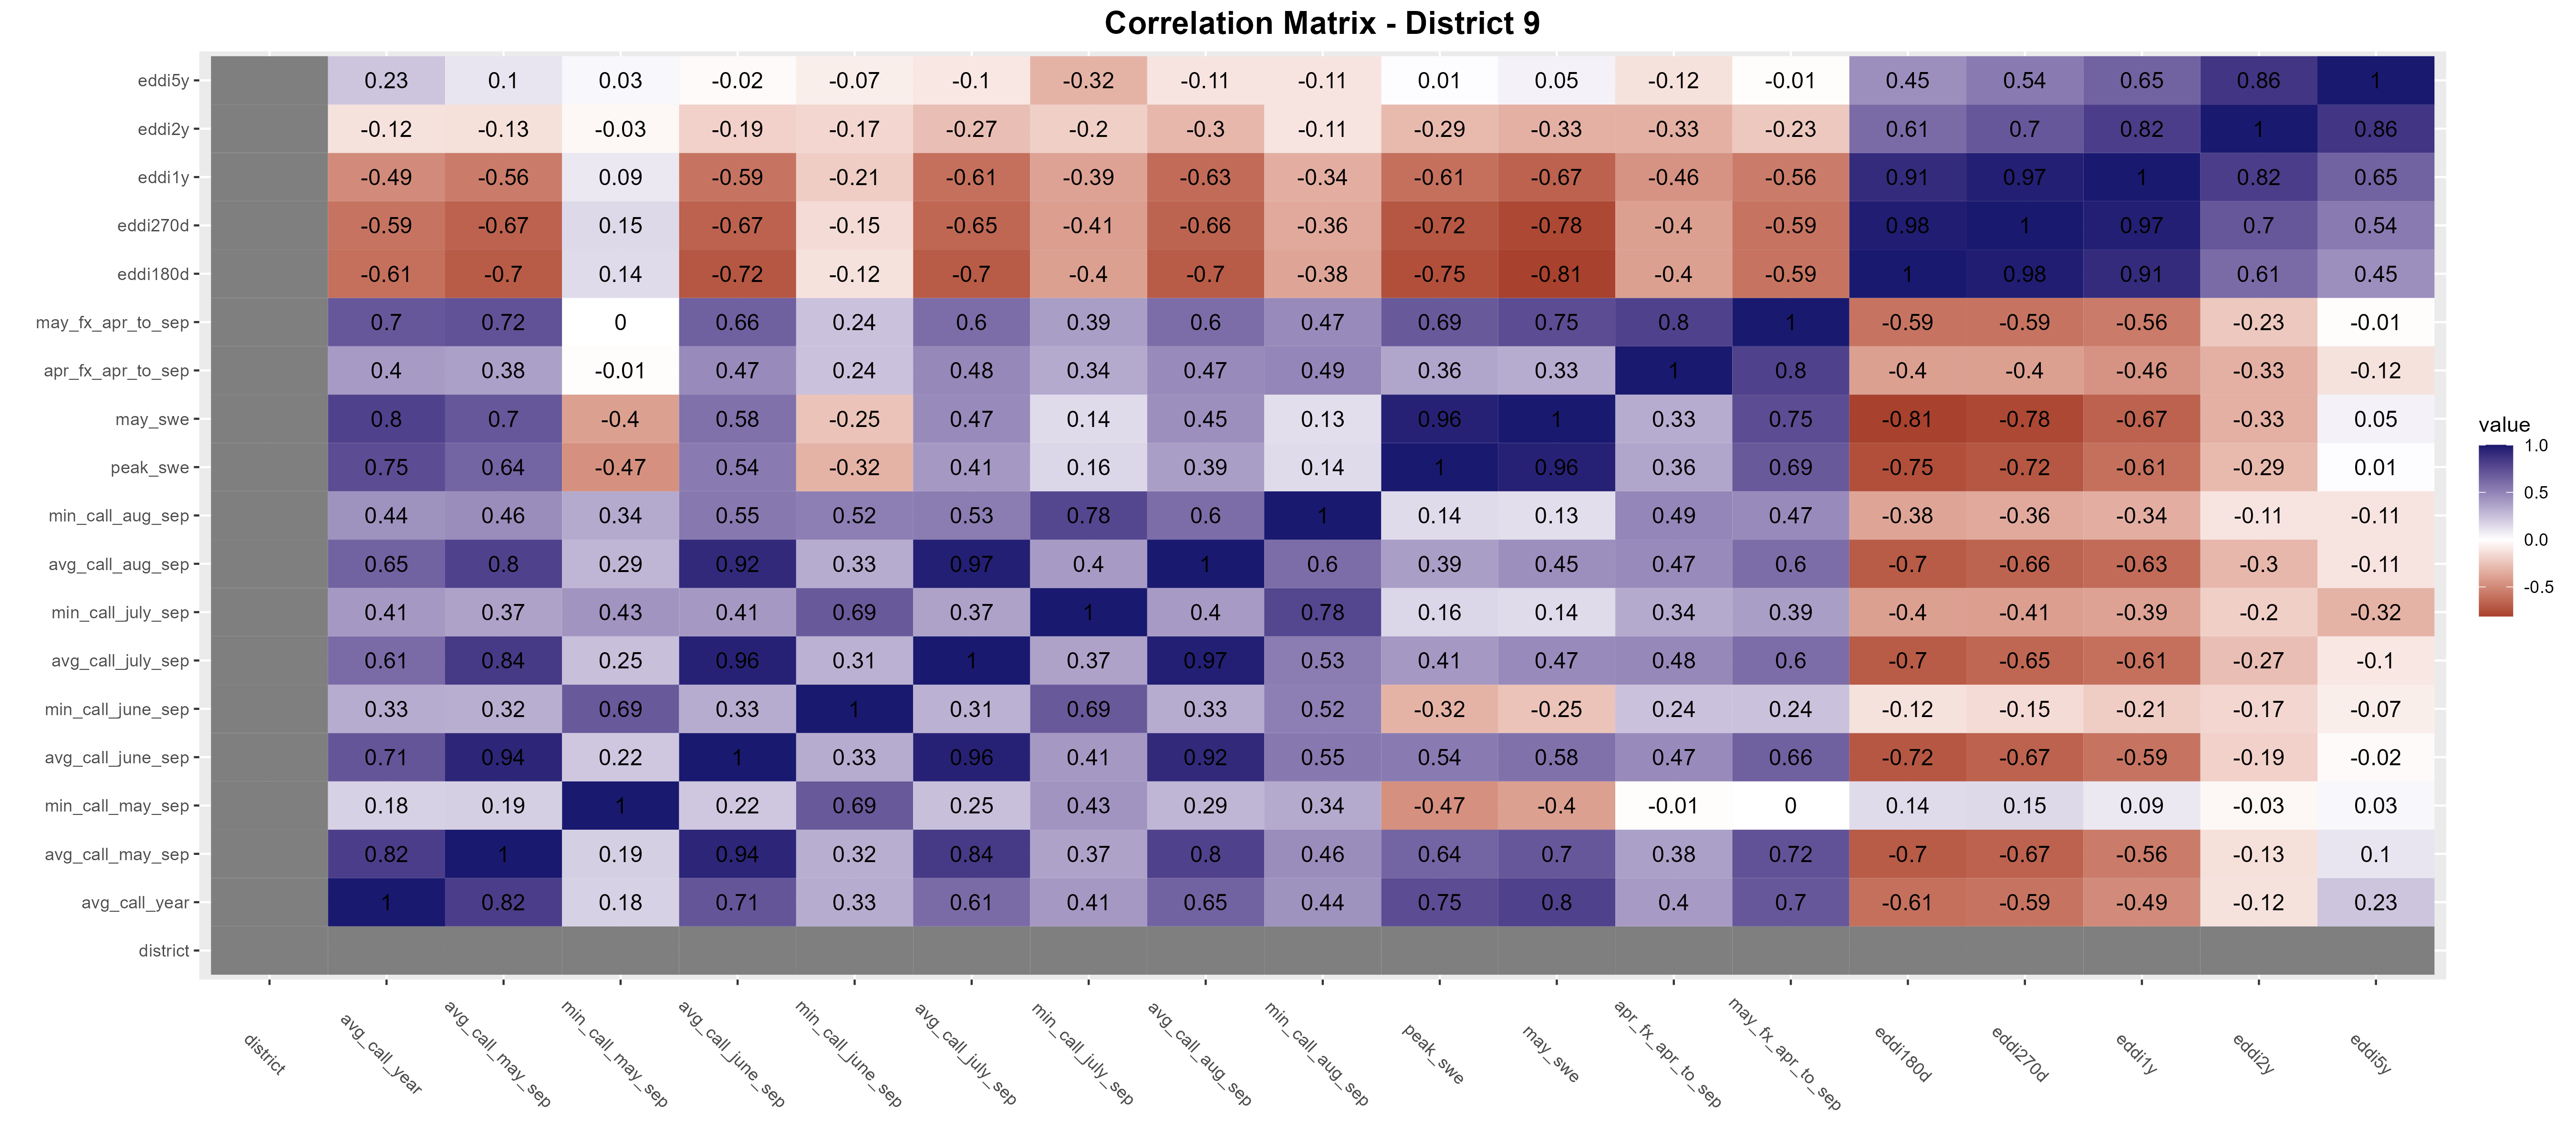 Correlation Matrix - District 9
eddi5y 0.23 0.1 0.03 -0.02 -0.07 -0.1 -0.32 -0.11 -0.11 0.01 0.05 -0.12 -0.01 0.45 0.54 0.65 0.86 1
eddi2y -0.12 -0.13 -0.03 -0.19 -0.17 -0.27 -0.2 -0.3 -0.11 -0.29 -0.33 -0.33 -0.23 0.61 0.7 0.82 1 0.86
eddi1y -0.49 -0.56 0.09 -0.59 -0.21 -0.61 -0.39 -0.63 -0.34 -0.61 -0.67 -0.46 -0.56 0.91 0.97 1 0.82 0.65
eddi270d -0.59 -0.67 0.15 -0.67 -0.15 -0.65 -0.41 -0.66 -0.36 -0.72 -0.78 -0.4 -0.59 0.98 1 0.97 0.7 0.54
eddi180d -0.61 -0.7 0.14 -0.72 -0.12 -0.7 -0.4 -0.7 -0.38 -0.75 -0.81 -0.4 -0.59 1 0.98 0.91 0.61 0.45
may_fx_apr_to_sep 0.7 0.72 0 0.66 0.24 0.6 0.39 0.6 0.47 0.69 0.75 0.8 1 -0.59 -0.59 -0.56 -0.23 -0.01
apr_fx_apr_to_sep 0.4 0.38 -0.01 0.47 0.24 0.48 0.34 0.47 0.49 0.36 0.33 1 0.8 -0.4 -0.4 -0.46 -0.33 -0.12
may_swe 0.8 0.7 -0.4 0.58 -0.25 0.47 0.14 0.45 0.13 0.96 1 0.33 0.75 -0.81 -0.78 -0.67 -0.33 0.05
peak_swe 0.75 0.64 -0.47 0.54 -0.32 0.41 0.16 0.39 0.14 1 0.96 0.36 0.69 -0.75 -0.72 -0.61 -0.29 0.01
min_call_aug_sep 0.44 0.46 0.34 0.55 0.52 0.53 0.78 0.6 1 0.14 0.13 0.49 0.47 -0.38 -0.36 -0.34 -0.11 -0.11
avg_call_aug_sep 0.65 0.8 0.29 0.92 0.33 0.97 0.4 1 0.6 0.39 0.45 0.47 0.6 -0.7 -0.66 -0.63 -0.3 -0.11
min_call_july_sep 0.41 0.37 0.43 0.41 0.69 0.37 1 0.4 0.78 0.16 0.14 0.34 0.39 -0.4 -0.41 -0.39 -0.2 -0.32
avg_call_july_sep 0.61 0.84 0.25 0.96 0.31 1 0.37 0.97 0.53 0.41 0.47 0.48 0.6 -0.7 -0.65 -0.61 -0.27 -0.1
min_call_june_sep 0.33 0.32 0.69 0.33 1 0.31 0.69 0.33 0.52 -0.32 -0.25 0.24 0.24 -0.12 -0.15 -0.21 -0.17 -0.07
avg_call_june_sep 0.71 0.94 0.22 1 0.33 0.96 0.41 0.92 0.55 0.54 0.58 0.47 0.66 -0.72 -0.67 -0.59 -0.19 -0.02
min_call_may_sep 0.18 0.19 1 0.22 0.69 0.25 0.43 0.29 0.34 -0.47 -0.4 -0.01 0 0.14 0.15 0.09 -0.03 0.03
avg_call_may_sep 0.82 1 0.19 0.94 0.32 0.84 0.37 0.8 0.46 0.64 0.7 0.38 0.72 -0.7 -0.67 -0.56 -0.13 0.1
avg_call_year 1 0.82 0.18 0.71 0.33 0.61 0.41 0.65 0.44 0.75 0.8 0.4 0.7 -0.61 -0.59 -0.49 -0.12 0.23
district
district avg_call_year avg_call_may_sep min_call_may_sep avg_call_june_sep min_call_june_sep avg_call_july_sep min_call_july_sep avg_call_aug_sep min_call_aug_sep peak_swe may_swe apr_fx_apr_to_sep may_fx_apr_to_sep eddi180d eddi270d eddi1y eddi2y eddi5y
value
1.0
0.5
0.0
-0.5